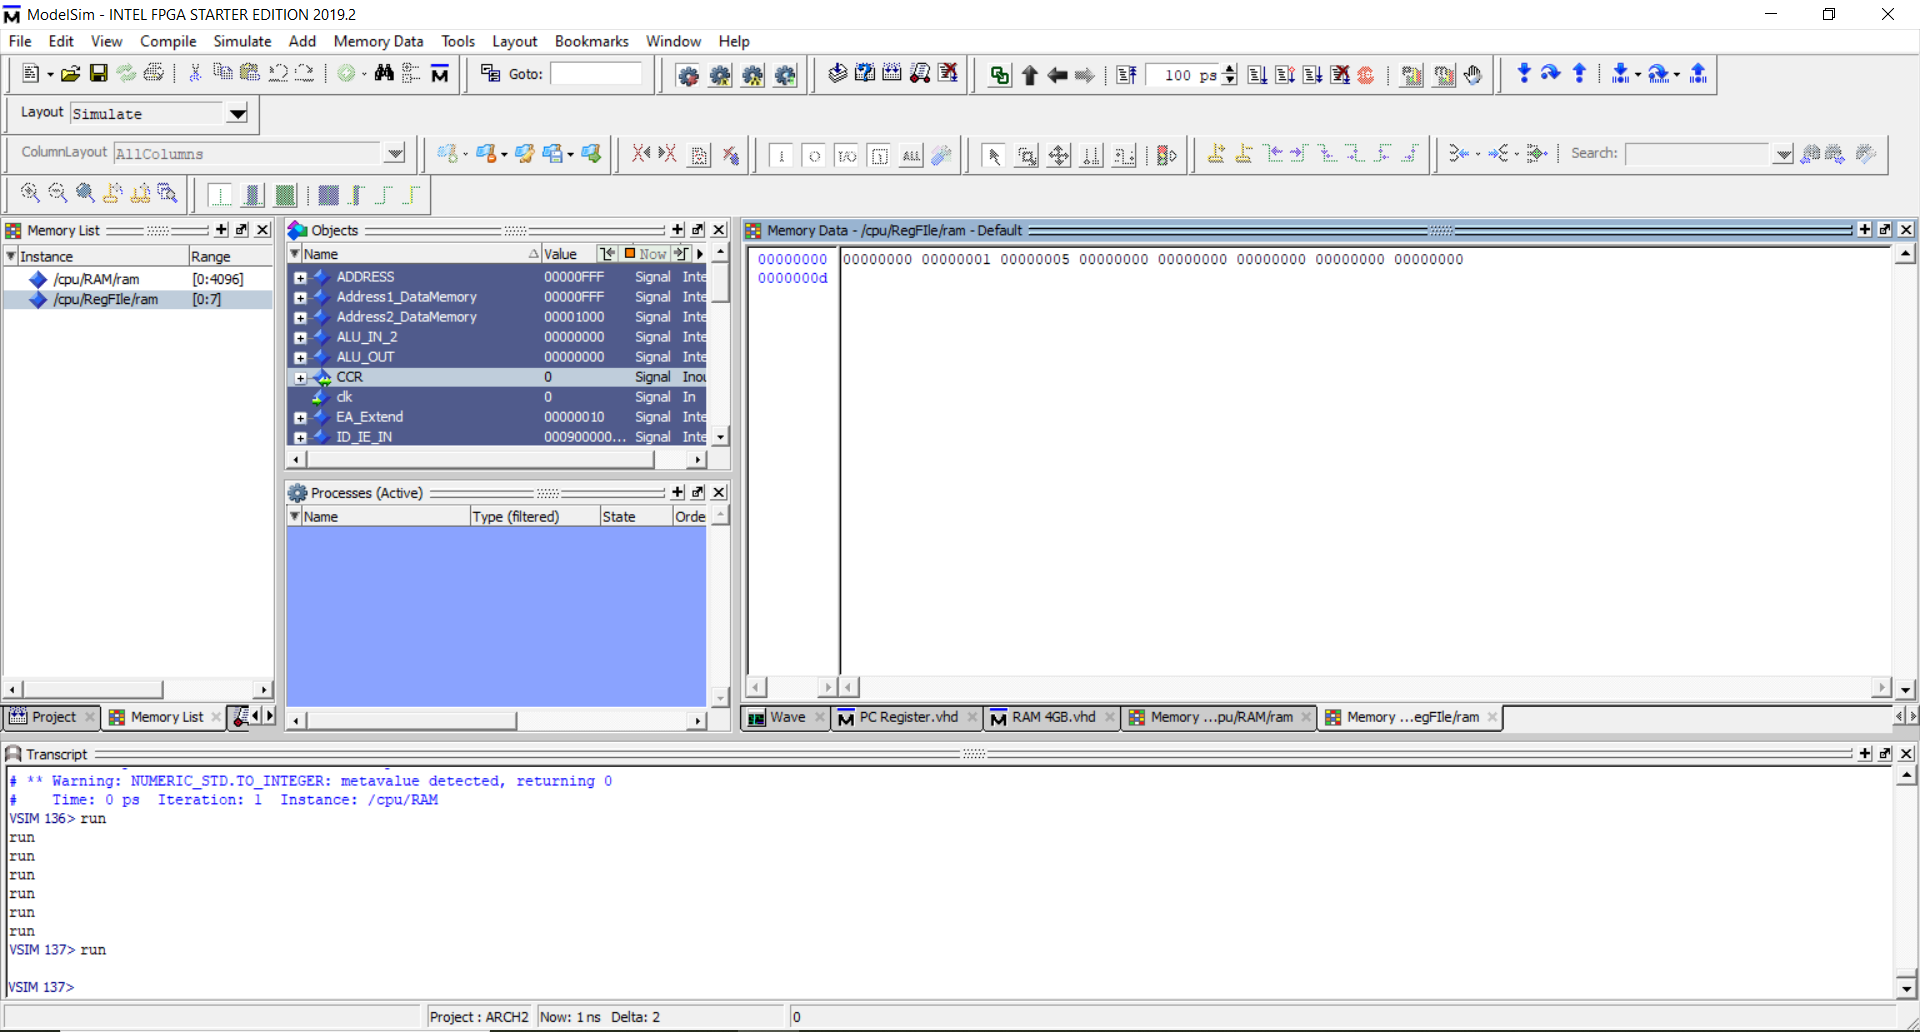 ModelSim - INTEL FPGA STARTER EDITION 2019.2
File Edit View Compile Simulate Add Memory Data Tools Layout Bookmarks Window Help
Goto:
100 ps
Layout Simulate
ColumnLayout AllColumns
Search:
Memory List
Instance Range
/cpu/RAM/ram [0:4096]
/cpu/RegFIle/ram [0:7]
Project Memory List
Objects
Name Value Now
ADDRESS 00000FFF Signal Inte
Address1_DataMemory 00000FFF Signal Inte
Address2_DataMemory 00001000 Signal Inte
ALU_IN_2 00000000 Signal Inte
ALU_OUT 00000000 Signal Inte
CCR 0 Signal Inou
clk 0 Signal In
EA_Extend 00000010 Signal Inte
ID_IE_IN 000900000... Signal Inte
Processes (Active)
Name Type (filtered) State Orde
Memory Data - /cpu/RegFIle/ram - Default
00000000 00000000 00000001 00000005 00000000 00000000 00000000 00000000 00000000
0000000d
Wave PC Register.vhd RAM 4GB.vhd Memory ...pu/RAM/ram Memory ...egFIle/ram
Transcript
# ** Warning: NUMERIC_STD.TO_INTEGER: metavalue detected, returning 0
# Time: 0 ps Iteration: 1 Instance: /cpu/RAM
VSIM 136> run
run
run
run
run
run
run
VSIM 137> run
VSIM 137>
Project : ARCH2 Now: 1 ns Delta: 2 0